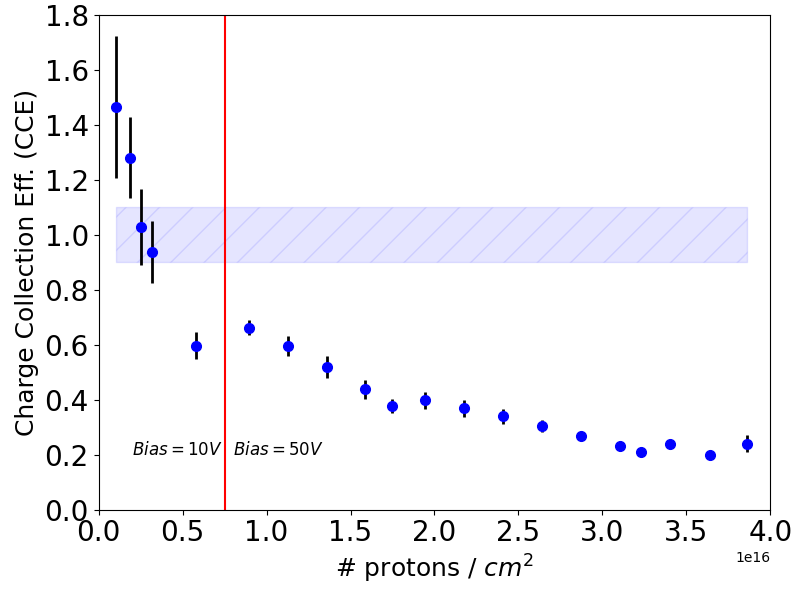 1.8
1.6
1.4
1.2
1.0
0.8
0.6
0.4
0.2
0.0
Charge Collection Eff. (CCE)
Bias = 10V
Bias = 50V
0.0 0.5 1.0 1.5 2.0 2.5 3.0 3.5 4.0
1e16
# protons / cm²